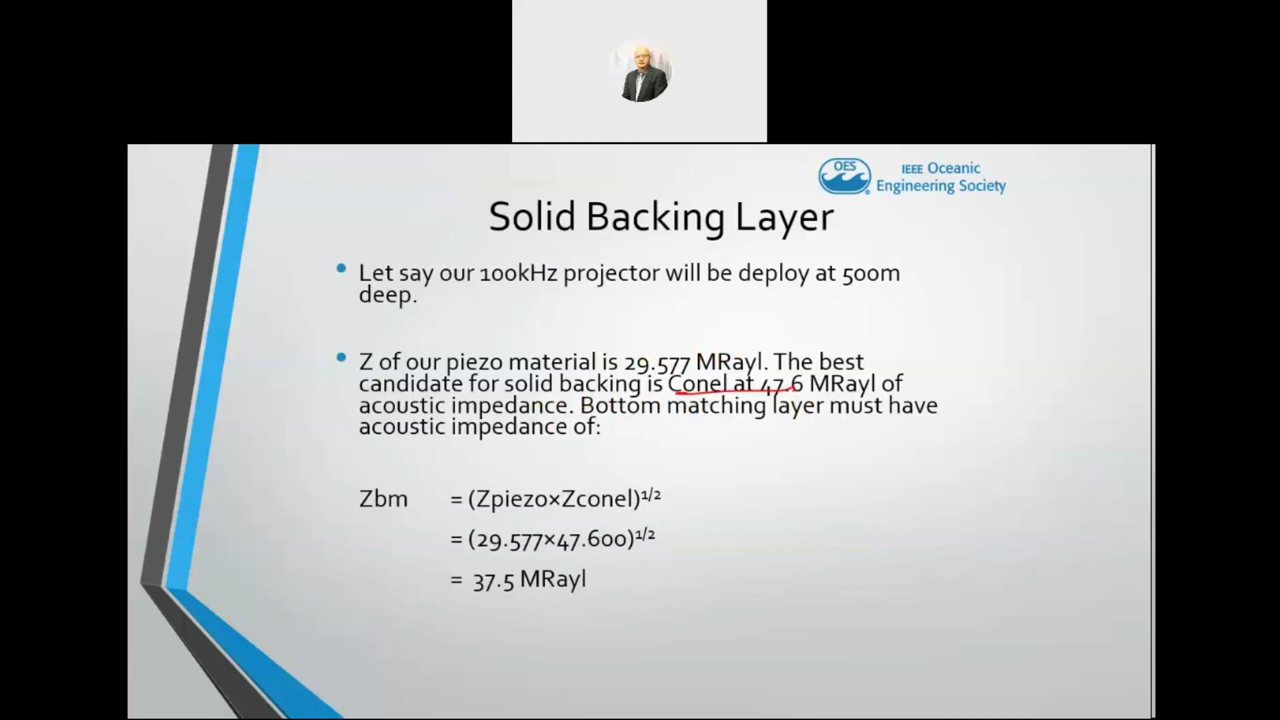 OES
IEEE Oceanic
Engineering Society
Solid Backing Layer
• Let say our 100kHz projector will be deploy at 500m
deep.
• Z of our piezo material is 29.577 MRayl. The best
candidate for solid backing is Conel at 47.6 MRayl of
acoustic impedance. Bottom matching layer must have
acoustic impedance of:
Zbm = (Zpiezo×Zconel)¹/²
= (29.577×47.600)¹/²
= 37.5 MRayl